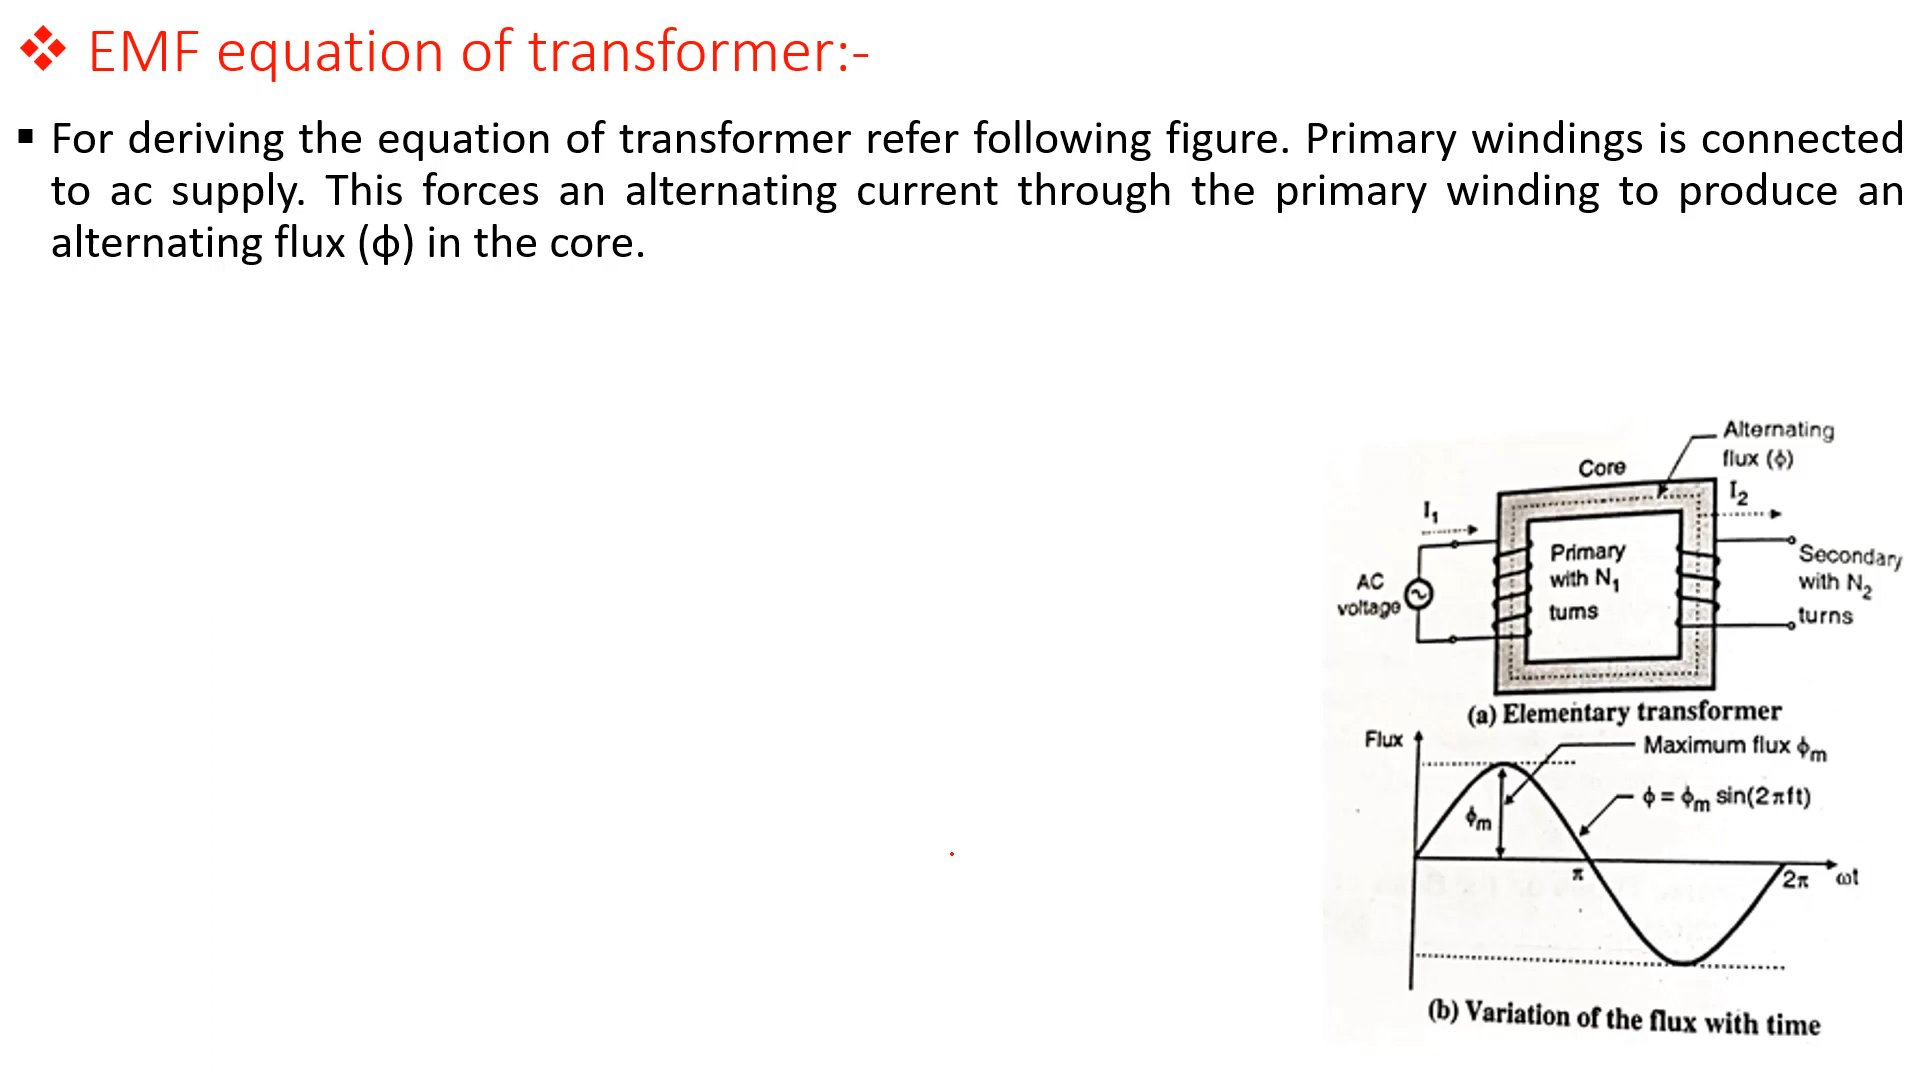 ❖ EMF equation of transformer:-
▪ For deriving the equation of transformer refer following figure. Primary windings is connected
to ac supply. This forces an alternating current through the primary winding to produce an
alternating flux (ɸ) in the core.
Alternating
flux (ɸ)
Core
I₁
I₂
AC
voltage
Primary
with N₁
turns
Secondary
with N₂
turns
(a) Elementary transformer
Flux
Maximum flux ɸm
ɸ = ɸm sin(2πft)
ɸm
π
2π
ωt
(b) Variation of the flux with time